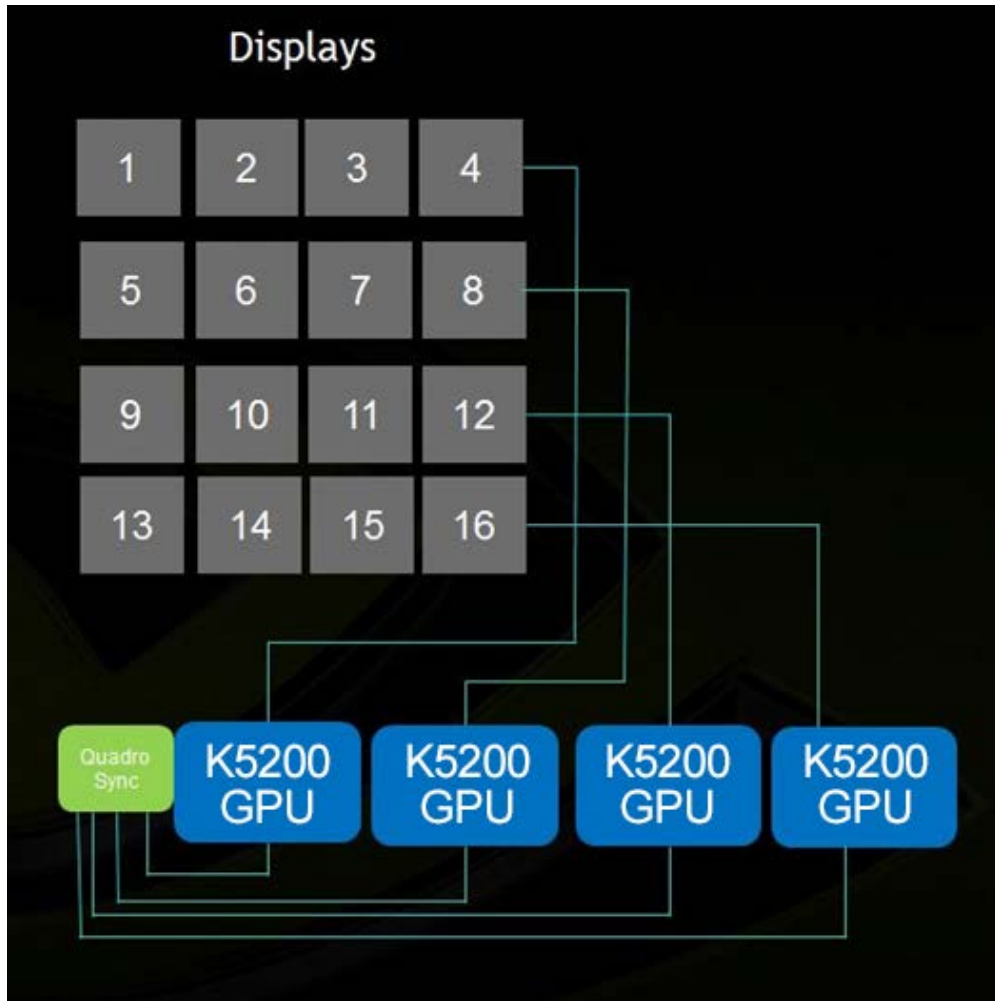 Displays
1 2 3 4
5 6 7 8
9 10 11 12
13 14 15 16
Quadro
Sync
K5200
GPU
K5200
GPU
K5200
GPU
K5200
GPU